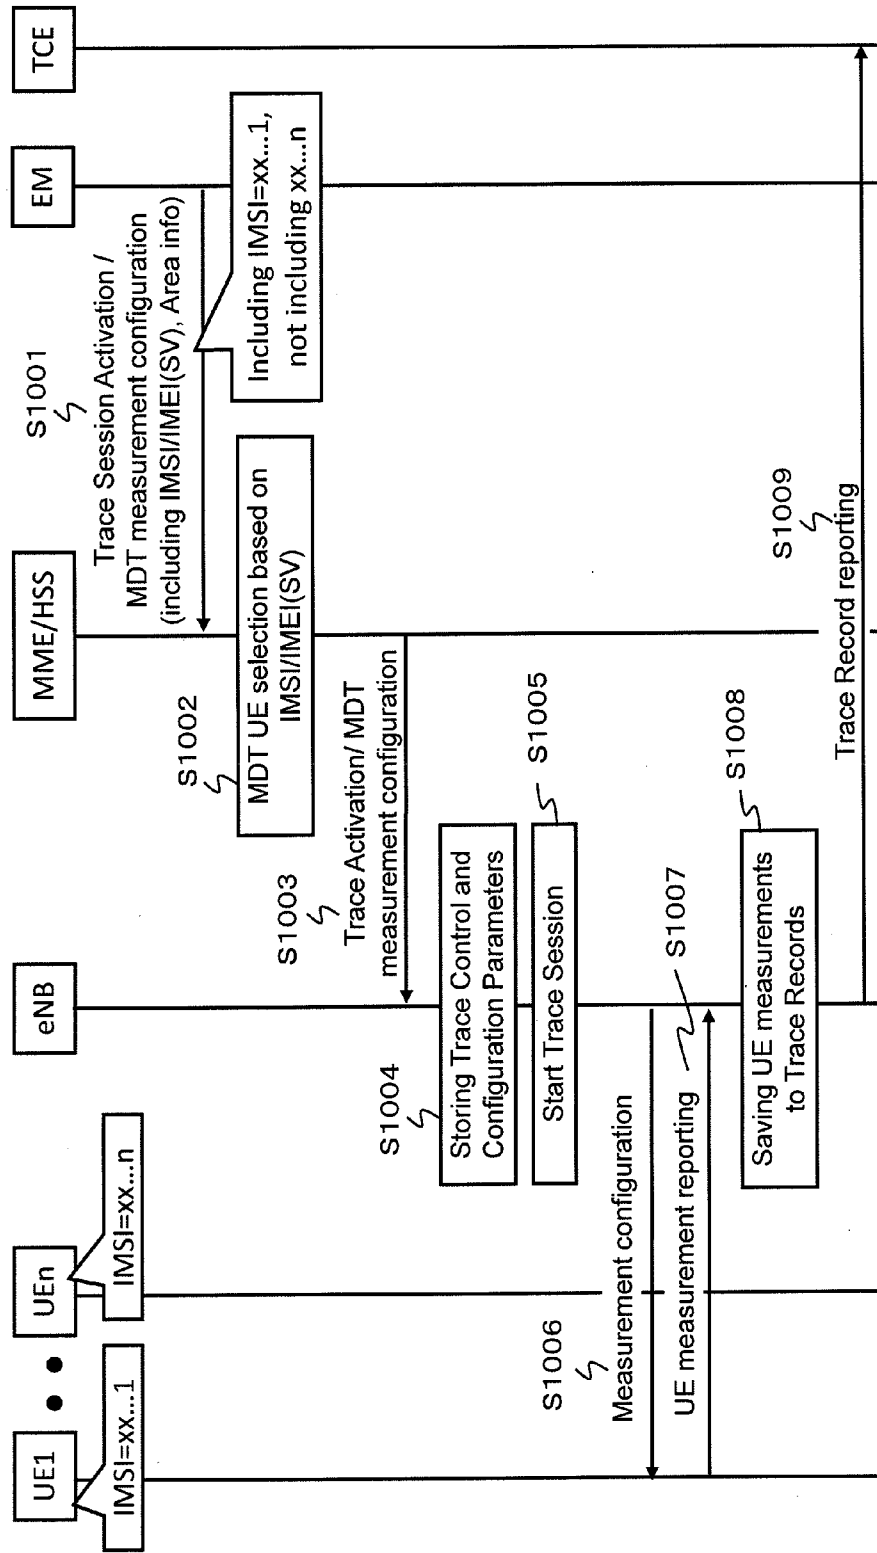 UE1
UEn
eNB
MME/HSS
EM
TCE
IMSI=xx...1
IMSI=xx...n
S1001
Trace Session Activation /
MDT measurement configuration
(including IMSI/IMEI(SV), Area info)
Including IMSI=xx...1,
not including xx...n
S1002
MDT UE selection based on
IMSI/IMEI(SV)
S1003
Trace Activation/ MDT
measurement configuration
S1004
Storing Trace Control and
Configuration Parameters
S1005
Start Trace Session
S1006
Measurement configuration
S1007
UE measurement reporting
S1008
Saving UE measurements
to Trace Records
S1009
Trace Record reporting